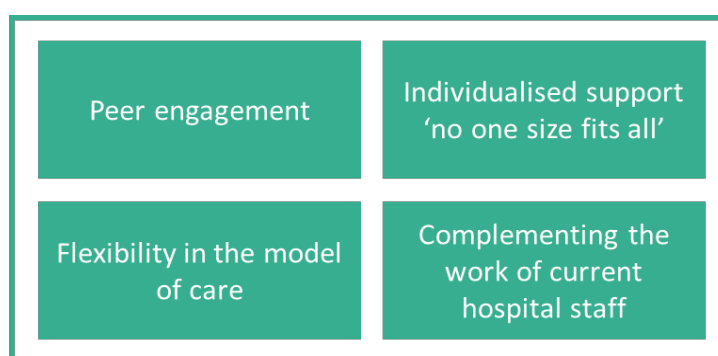 Peer engagement
Individualised support
‘no one size fits all’
Flexibility in the model
of care
Complementing the
work of current
hospital staff